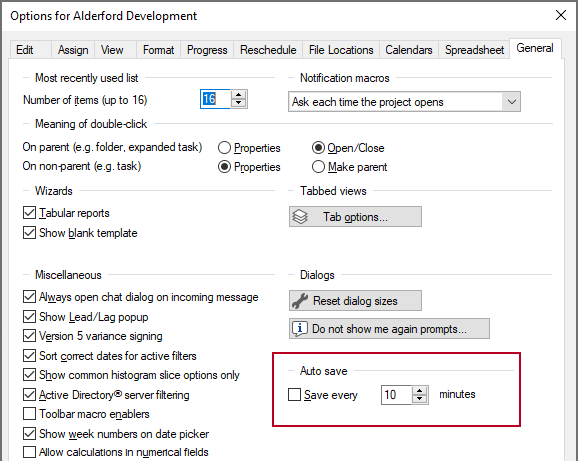 Options for Alderford Development
Edit Assign View Format Progress Reschedule File Locations Calendars Spreadsheet General
Most recently used list
Number of items (up to 16) 16
Notification macros
Ask each time the project opens
Meaning of double-click
On parent (e.g. folder, expanded task) Properties Open/Close
On non-parent (e.g. task) Properties Make parent
Wizards
Tabular reports
Show blank template
Tabbed views
Tab options...
Miscellaneous
Always open chat dialog on incoming message
Show Lead/Lag popup
Version 5 variance signing
Sort correct dates for active filters
Show common histogram slice options only
Active Directory® server filtering
Toolbar macro enablers
Show week numbers on date picker
Allow calculations in numerical fields
Dialogs
Reset dialog sizes
Do not show me again prompts...
Auto save
Save every 10 minutes